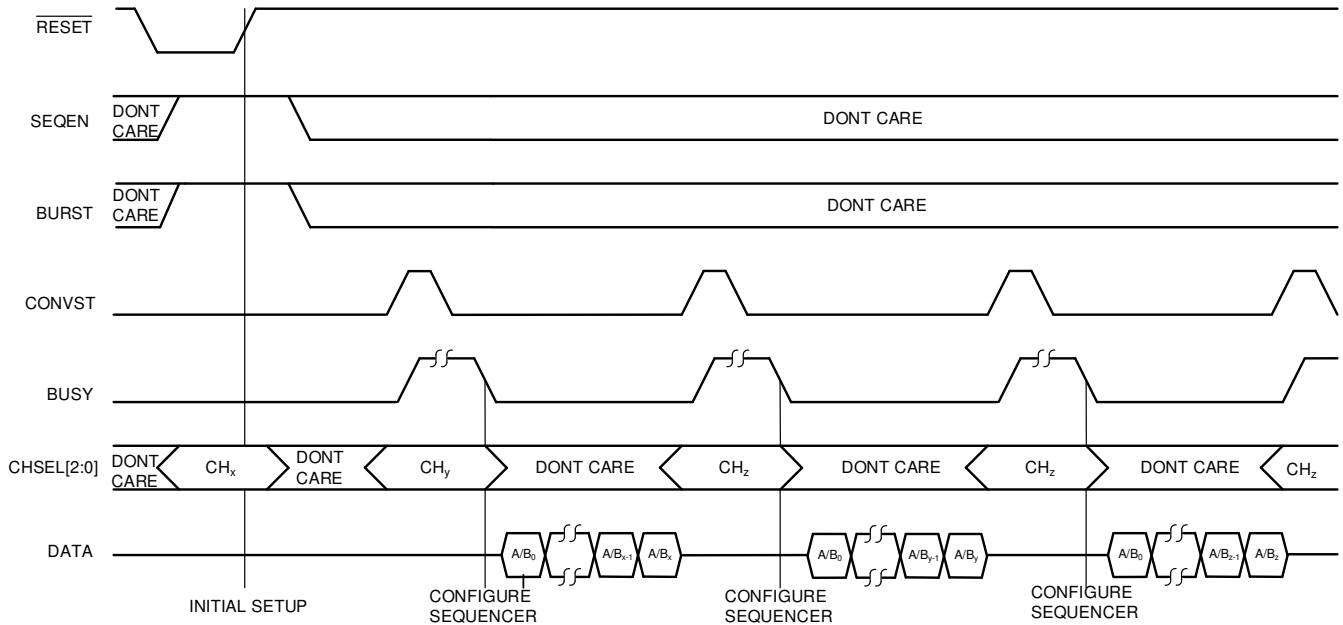 RESET
SEQEN
DONT
CARE
DONT CARE
BURST
DONT
CARE
DONT CARE
CONVST
BUSY
CHSEL[2:0]
DONT
CARE
CHx
DONT
CARE
CHy
DONT CARE
CHz
DONT CARE
CHz
DONT CARE
CHz
DATA
A/B0
A/Bx-1
A/Bx
A/B0
A/By-1
A/By
A/B0
A/Bz-1
A/Bz
INITIAL SETUP
CONFIGURE
SEQUENCER
CONFIGURE
SEQUENCER
CONFIGURE
SEQUENCER